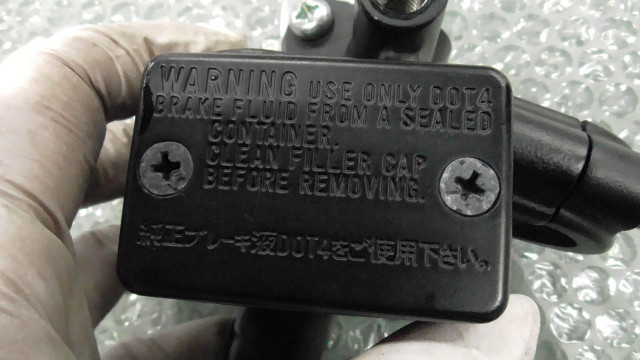 WARNING USE ONLY DOT4
BRAKE FLUID FROM A SEALED
CONTAINER.
CLEAN FILLER CAP
BEFORE REMOVING.
純正ブレーキ液DOT4をご使用下さい。